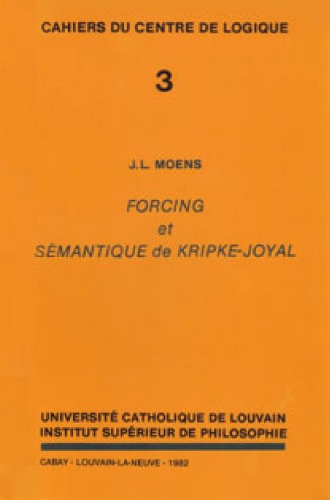 CAHIERS DU CENTRE DE LOGIQUE
3
J.L. MOENS
FORCING
et
SÉMANTIQUE de KRIPKE-JOYAL
UNIVERSITÉ CATHOLIQUE DE LOUVAIN
INSTITUT SUPÉRIEUR DE PHILOSOPHIE
CABAY - LOUVAIN-LA-NEUVE - 1982